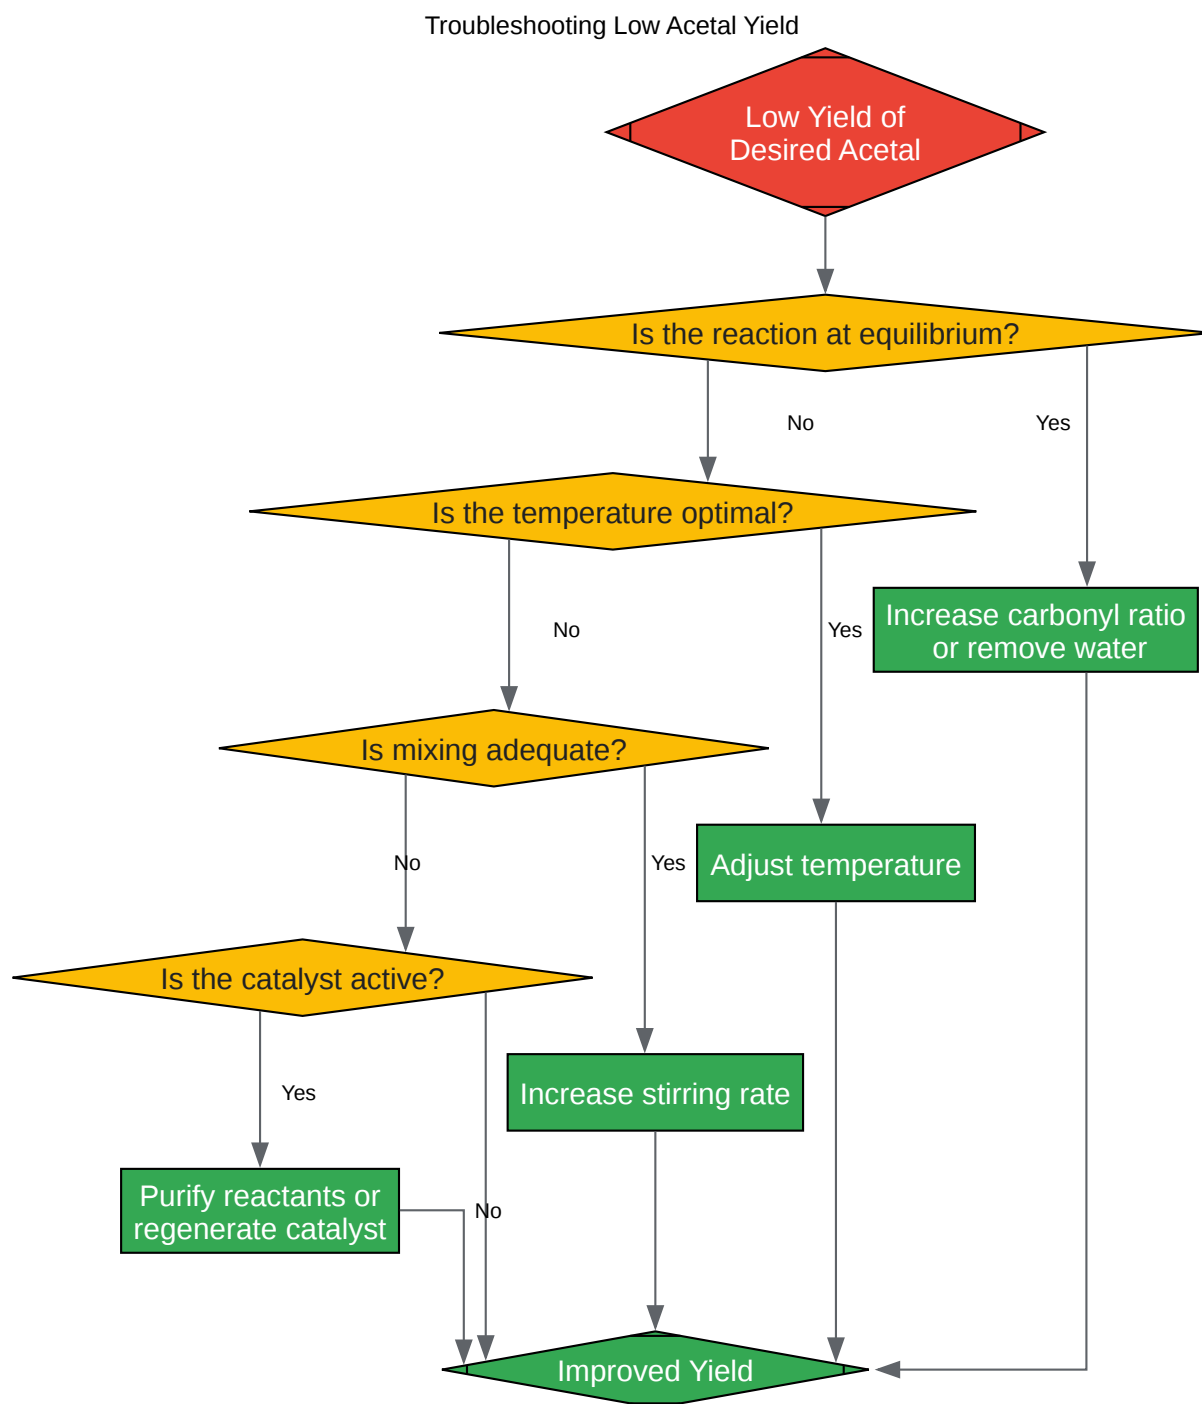 Troubleshooting Low Acetal Yield
Low Yield of
Desired Acetal
Is the reaction at equilibrium?
No
Yes
Is the temperature optimal?
No
Yes
Increase carbonyl ratio
or remove water
Is mixing adequate?
No
Yes
Adjust temperature
Is the catalyst active?
Yes
Increase stirring rate
Purify reactants or
regenerate catalyst
No
Improved Yield